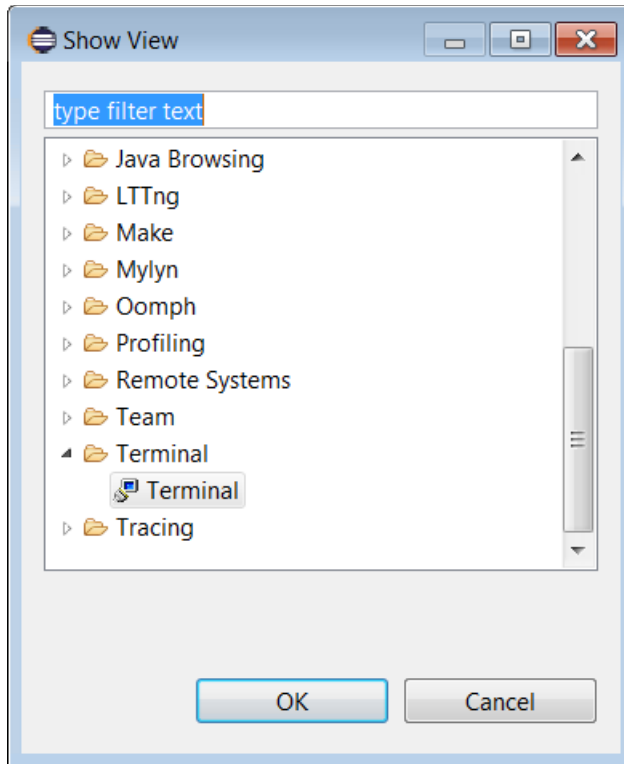 Show View
type filter text
Java Browsing
LTTng
Make
Mylyn
Oomph
Profiling
Remote Systems
Team
Terminal
Terminal
Tracing
OK Cancel